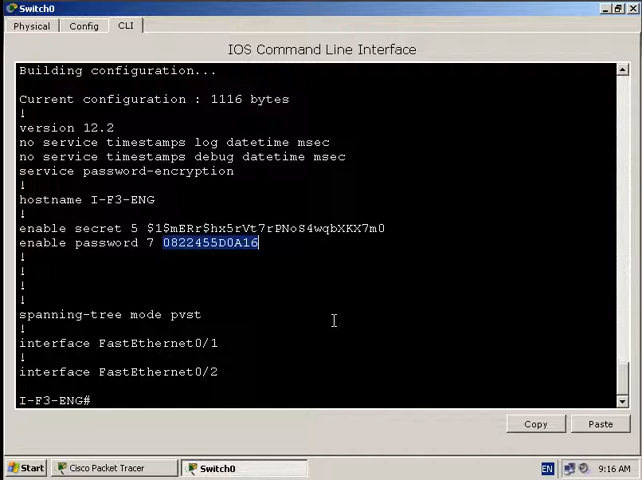 Switch0
Physical Config CLI
IOS Command Line Interface
Building configuration...
Current configuration : 1116 bytes
!
version 12.2
no service timestamps log datetime msec
no service timestamps debug datetime msec
service password-encryption
!
hostname I-F3-ENG
!
enable secret 5 $1$mERr$hx5rVt7rPNoS4wqbXKX7m0
enable password 7 0822455D0A16
!
!
!
!
spanning-tree mode pvst
!
interface FastEthernet0/1
!
interface FastEthernet0/2
I-F3-ENG#
Copy Paste
Start Cisco Packet Tracer Switch0 EN 9:16 AM